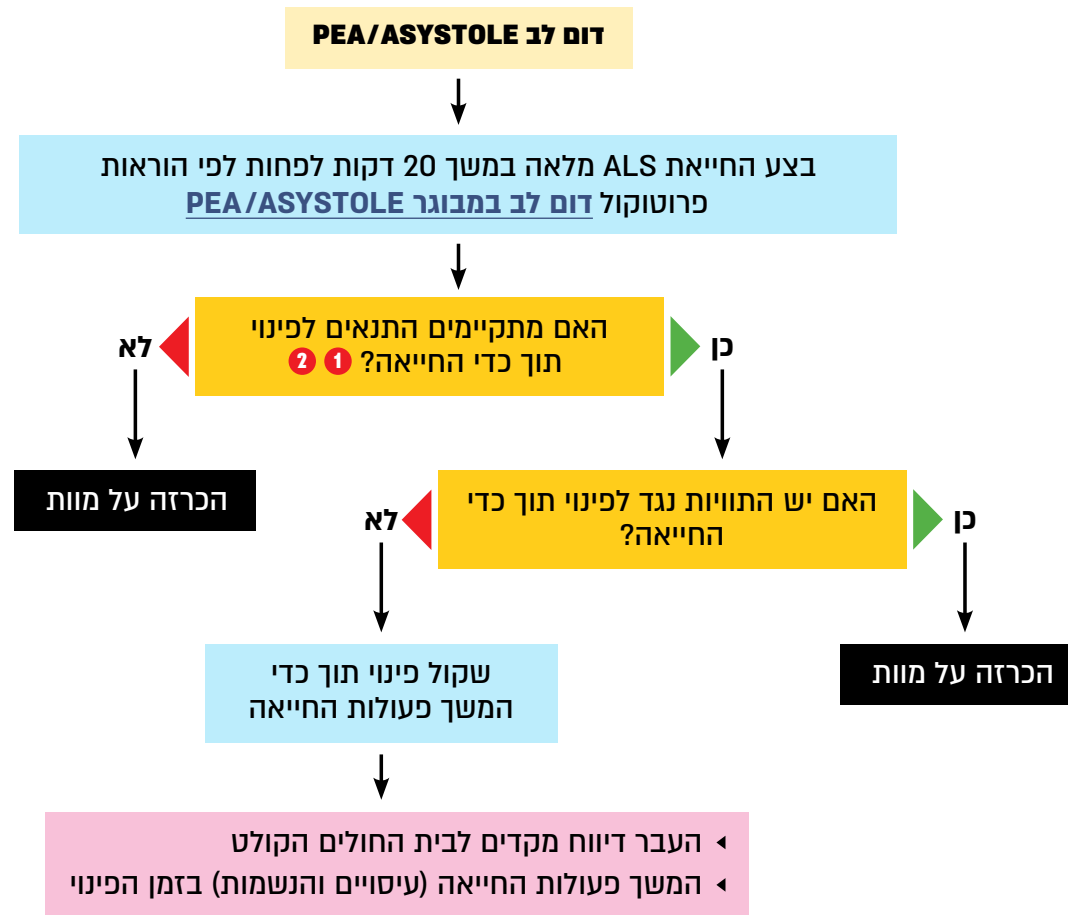 דום לב PEA/ASYSTOLE
בצע החייאת ALS מלאה במשך 20 דקות לפחות לפי הוראות
פרוטוקול דום לב במבוגר PEA/ASYSTOLE
האם מתקיימים התנאים לפינוי
תוך כדי החייאה? 1 2
כן
לא
הכרזה על מוות
האם יש התוויות נגד לפינוי תוך כדי
החייאה?
כן
לא
הכרזה על מוות
שקול פינוי תוך כדי
המשך פעולות החייאה
◂ העבר דיווח מקדים לבית החולים הקולט
◂ המשך פעולות החייאה (עיסויים והנשמות) בזמן הפינוי